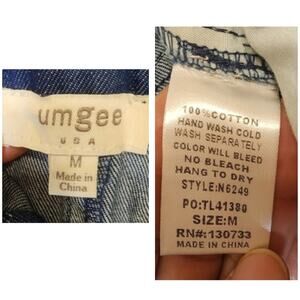 umgee
USA
M
Made in
China
100%COTTON
HAND WASH COLD
WASH SEPARATELY
COLOR WILL BLEED
NO BLEACH
HANG TO DRY
STYLE:N6249
PO:TL41380
SIZE:M
RN#:130733
MADE IN CHINA